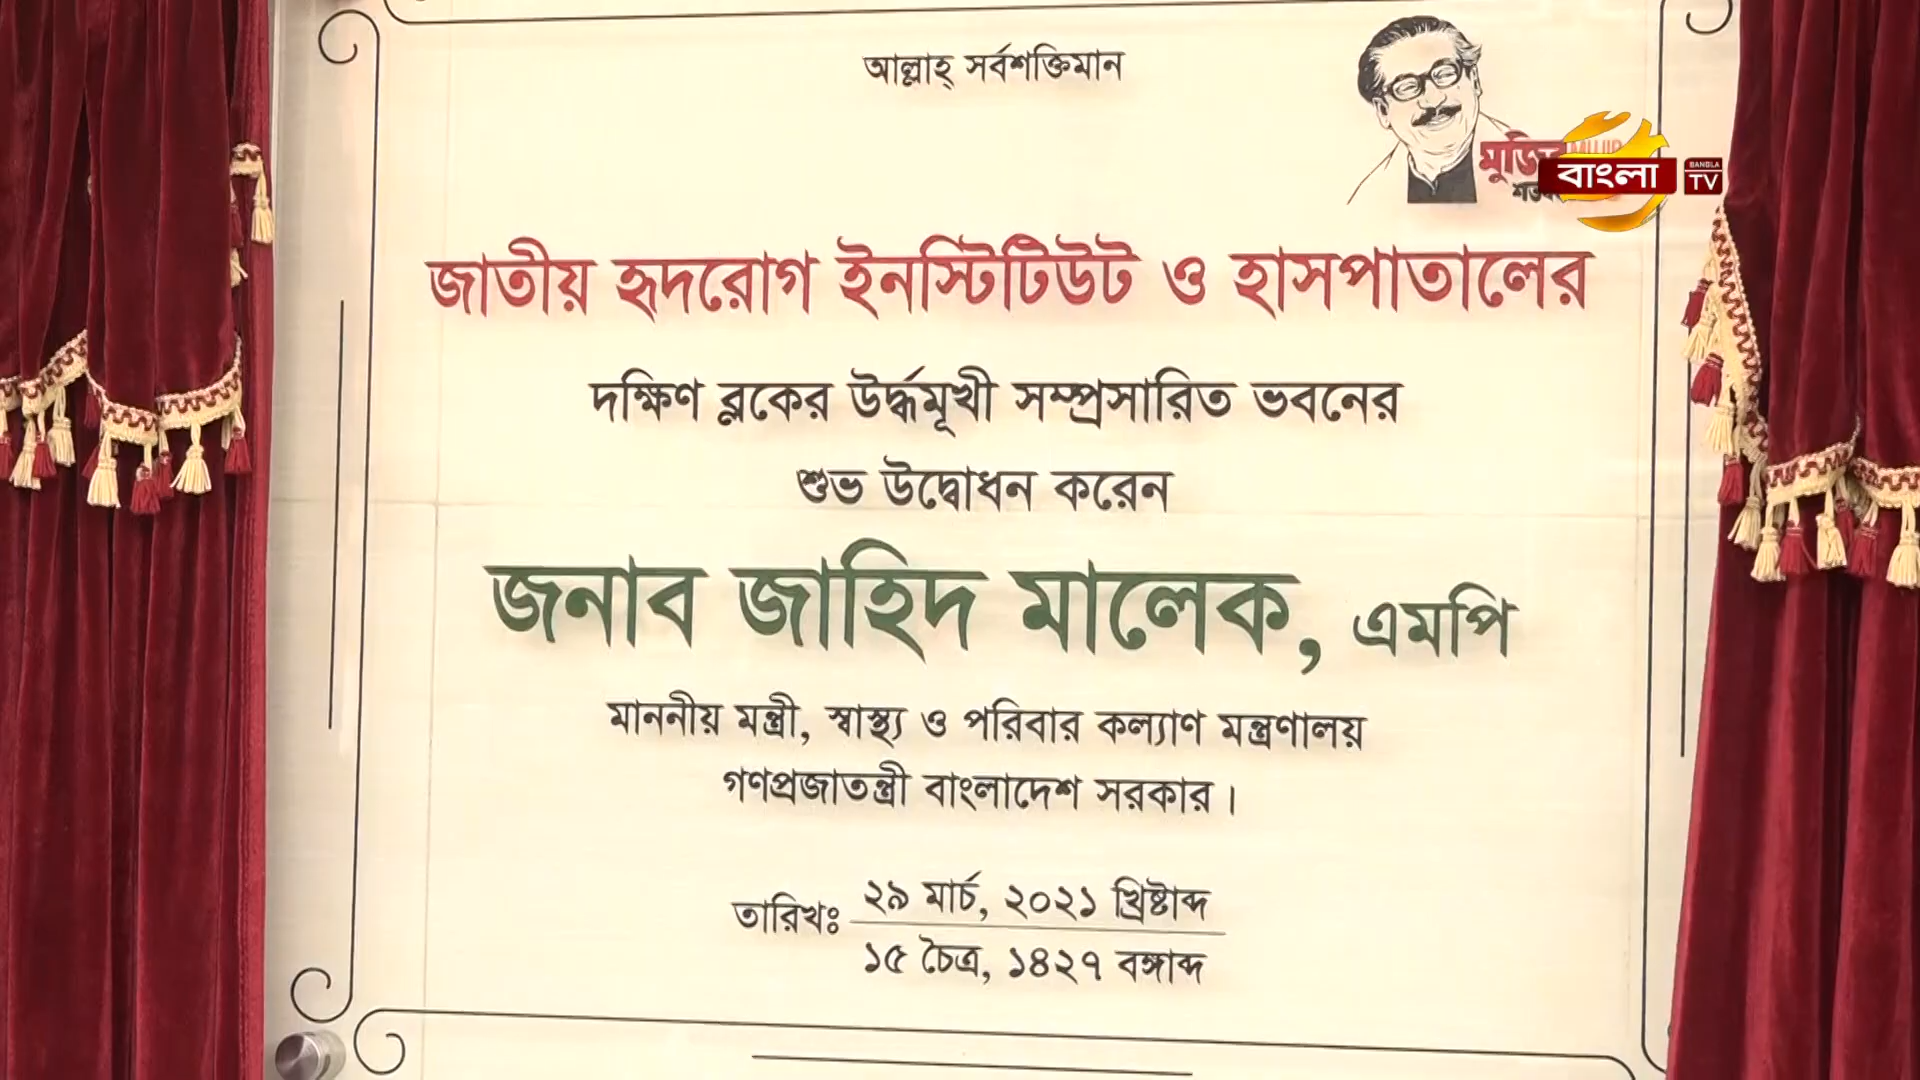 আল্লাহ্ সর্বশক্তিমান
বাংলা
BANGLA
TV
জাতীয় হৃদরোগ ইনস্টিটিউট ও হাসপাতালের
দক্ষিণ ব্লকের উর্দ্ধমূখী সম্প্রসারিত ভবনের
শুভ উদ্বোধন করেন
জনাব জাহিদ মালেক, এমপি
মাননীয় মন্ত্রী, স্বাস্থ্য ও পরিবার কল্যাণ মন্ত্রণালয়
গণপ্রজাতন্ত্রী বাংলাদেশ সরকার।
তারিখঃ ২৯ মার্চ, ২০২১ খ্রিষ্টাব্দ
১৫ চৈত্র, ১৪২৭ বঙ্গাব্দ